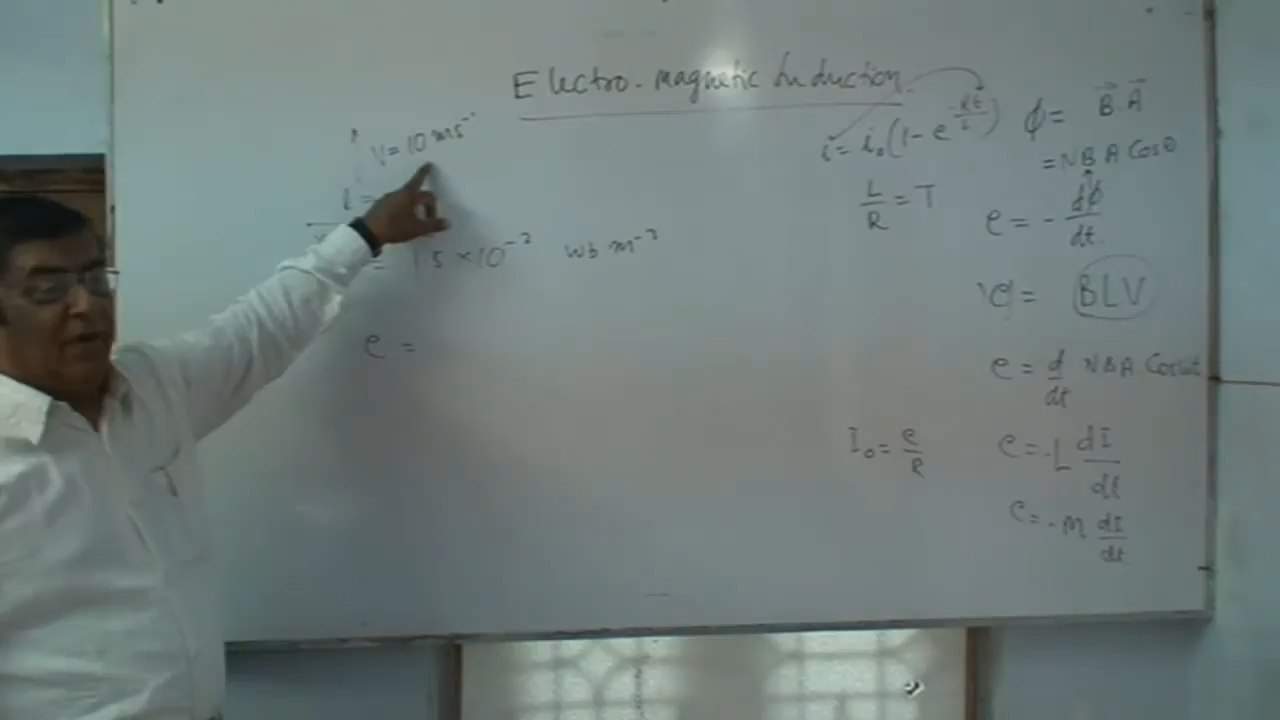 Electro-magnetic Induction.
V = 10 ms⁻¹
l =
= 1.5 × 10⁻² wb m⁻²
e =
i = i₀(1 - e^(-Rt/L))
L/R = T
I₀ = e/R
ϕ = B⃗.A⃗
= NBA Cosθ
e = - dϕ/dt.
e = BLV
e = d/dt NBA Cosωt
e = -L dI/dt
e = -M dI/dt